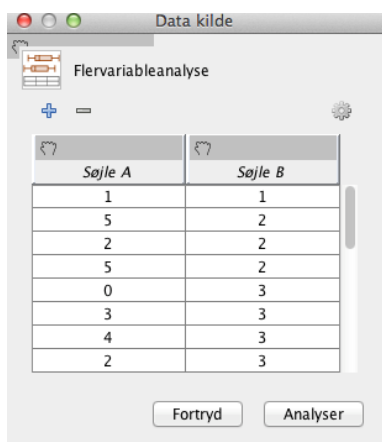 Data kilde
Flervariableanalyse
Søjle A Søjle B
1 1
5 2
2 2
5 2
0 3
3 3
4 3
2 3
Fortryd Analyser